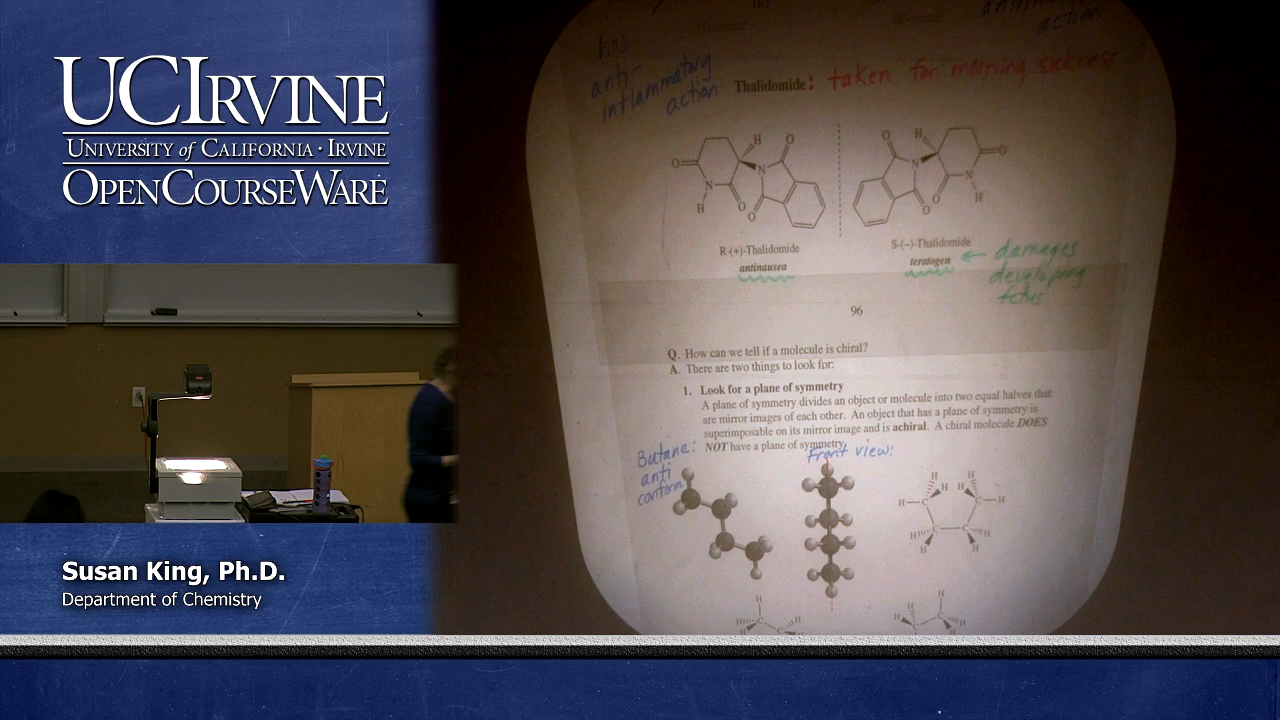 UCIRVINE
UNIVERSITY of CALIFORNIA · IRVINE
OPENCOURSEWARE
Susan King, Ph.D.
Department of Chemistry
has
anti-
inflammatory
action
action
Thalidomide: taken for morning sickness
O
H
O
N
N
H
O
O
O
H
O
N
N
H
O
O
R-(+)-Thalidomide
antinausea
S-(-)-Thalidomide
teratogen ← damages
developing
fetus
96
Q. How can we tell if a molecule is chiral?
A. There are two things to look for:
1. Look for a plane of symmetry
A plane of symmetry divides an object or molecule into two equal halves that
are mirror images of each other. An object that has a plane of symmetry is
superimposable on its mirror image and is achiral. A chiral molecule DOES
NOT have a plane of symmetry.
Butane:
anti
conform
Front view:
H
H
H
H
H
C
C
H
H
C
C
H
H
H